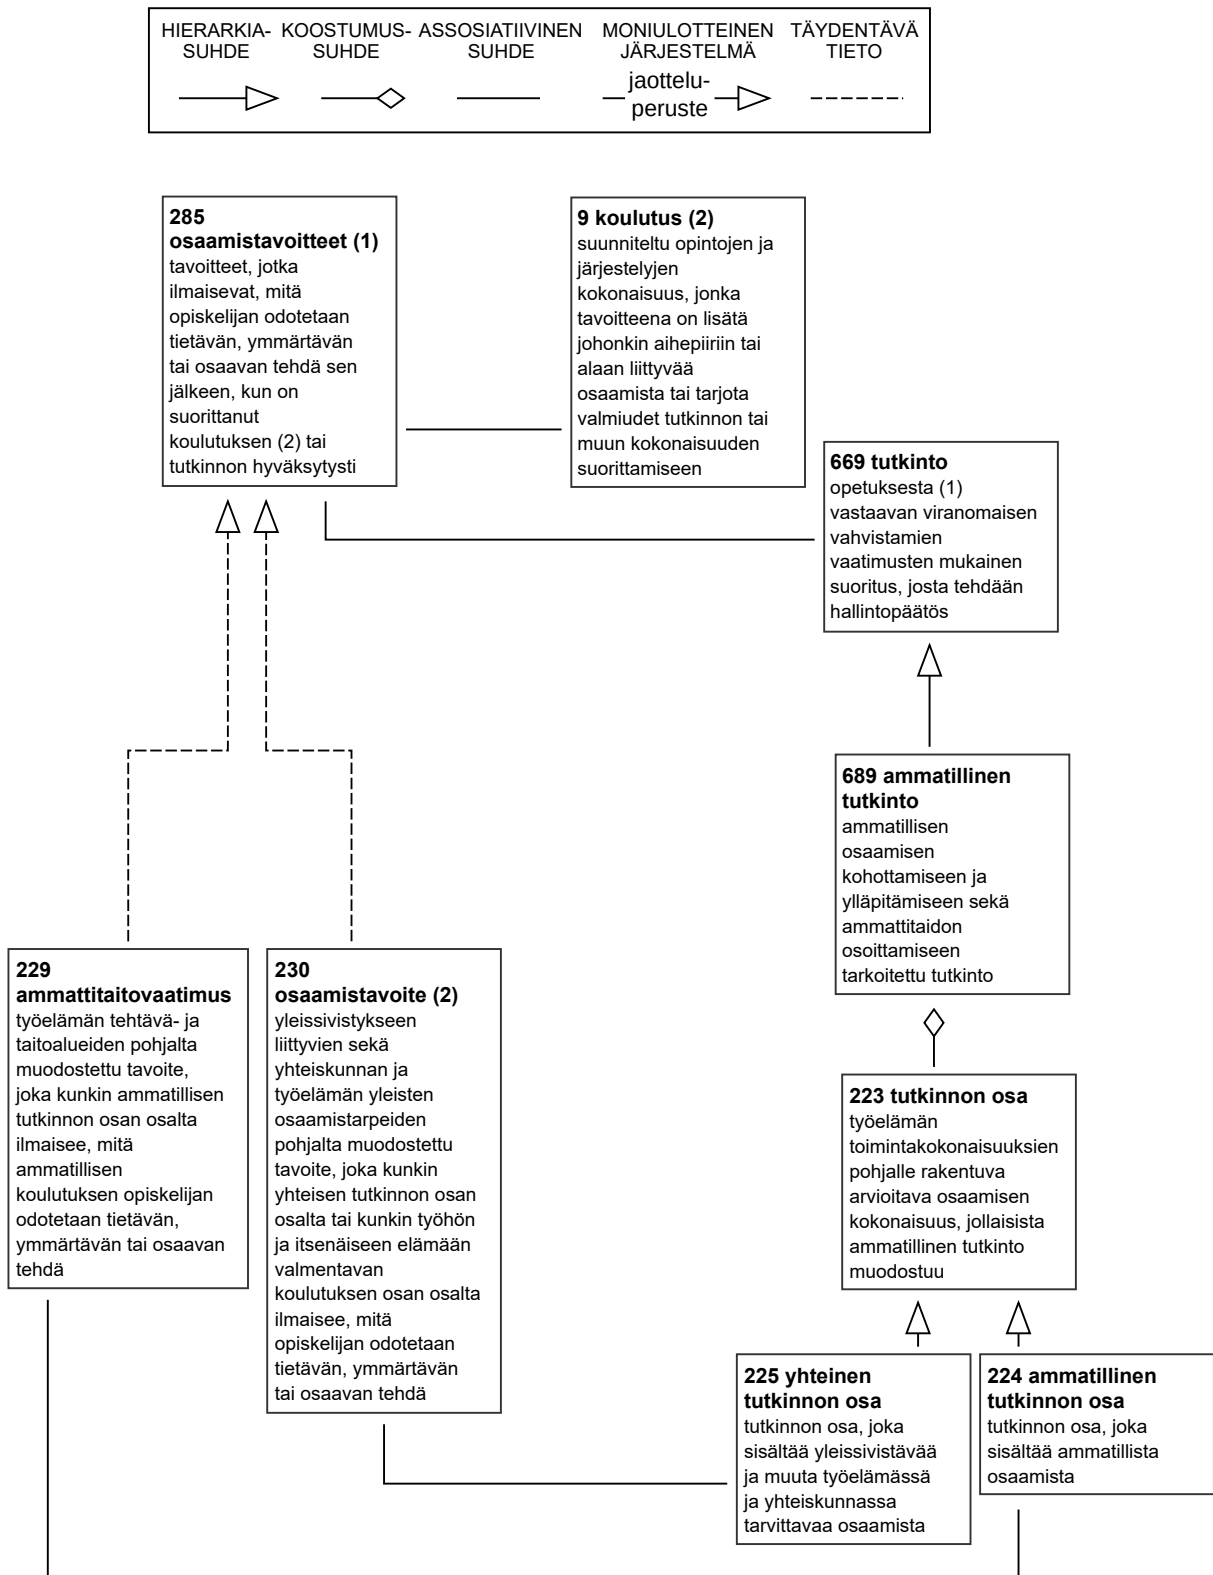 HIERARKIA-
SUHDE
KOOSTUMUS-
SUHDE
ASSOSIATIIVINEN
SUHDE
MONIULOTTEINEN
JÄRJESTELMÄ
jaottelu-
peruste
TÄYDENTÄVÄ
TIETO
285
osaamistavoitteet (1)
tavoitteet, jotka
ilmaisevat, mitä
opiskelijan odotetaan
tietävän, ymmärtävän
tai osaavan tehdä sen
jälkeen, kun on
suorittanut
koulutuksen (2) tai
tutkinnon hyväksytysti
9 koulutus (2)
suunniteltu opintojen ja
järjestelyjen
kokonaisuus, jonka
tavoitteena on lisätä
johonkin aihepiiriin tai
alaan liittyvää
osaamista tai tarjota
valmiudet tutkinnon tai
muun kokonaisuuden
suorittamiseen
669 tutkinto
opetuksesta (1)
vastaavan viranomaisen
vahvistamien
vaatimusten mukainen
suoritus, josta tehdään
hallintopäätös
689 ammatillinen
tutkinto
ammatillisen
osaamisen
kohottamiseen ja
ylläpitämiseen sekä
ammattitaidon
osoittamiseen
tarkoitettu tutkinto
229
ammattitaitovaatimus
työelämän tehtävä- ja
taitoalueiden pohjalta
muodostettu tavoite,
joka kunkin ammatillisen
tutkinnon osan osalta
ilmaisee, mitä
ammatillisen
koulutuksen opiskelijan
odotetaan tietävän,
ymmärtävän tai osaavan
tehdä
230
osaamistavoite (2)
yleissivistykseen
liittyvien sekä
yhteiskunnan ja
työelämän yleisten
osaamistarpeiden
pohjalta muodostettu
tavoite, joka kunkin
yhteisen tutkinnon osan
osalta tai kunkin työhön
ja itsenäiseen elämään
valmentavan
koulutuksen osan osalta
ilmaisee, mitä
opiskelijan odotetaan
tietävän, ymmärtävän
tai osaavan tehdä
223 tutkinnon osa
työelämän
toimintakokonaisuuksien
pohjalle rakentuva
arvioitava osaamisen
kokonaisuus, jollaisista
ammatillinen tutkinto
muodostuu
225 yhteinen
tutkinnon osa
tutkinnon osa, joka
sisältää yleissivistävää
ja muuta työelämässä
ja yhteiskunnassa
tarvittavaa osaamista
224 ammatillinen
tutkinnon osa
tutkinnon osa, joka
sisältää ammatillista
osaamista